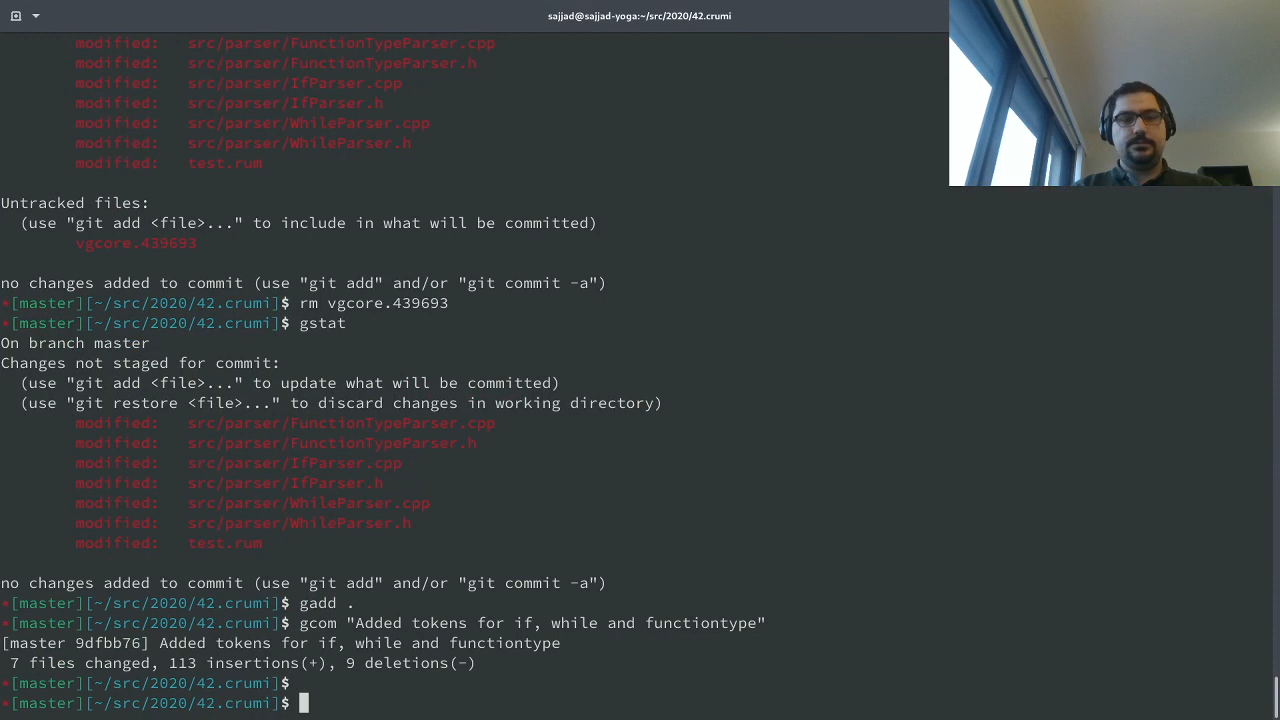 sajjad@sajjad-yoga:~/src/2020/42.crumi
modified:   src/parser/FunctionTypeParser.cpp
modified:   src/parser/FunctionTypeParser.h
modified:   src/parser/IfParser.cpp
modified:   src/parser/IfParser.h
modified:   src/parser/WhileParser.cpp
modified:   src/parser/WhileParser.h
modified:   test.rum
Untracked files:
(use "git add <file>..." to include in what will be committed)
vgcore.439693
no changes added to commit (use "git add" and/or "git commit -a")
*[master][~/src/2020/42.crumi]$ rm vgcore.439693
*[master][~/src/2020/42.crumi]$ gstat
On branch master
Changes not staged for commit:
(use "git add <file>..." to update what will be committed)
(use "git restore <file>..." to discard changes in working directory)
modified:   src/parser/FunctionTypeParser.cpp
modified:   src/parser/FunctionTypeParser.h
modified:   src/parser/IfParser.cpp
modified:   src/parser/IfParser.h
modified:   src/parser/WhileParser.cpp
modified:   src/parser/WhileParser.h
modified:   test.rum
no changes added to commit (use "git add" and/or "git commit -a")
*[master][~/src/2020/42.crumi]$ gadd .
*[master][~/src/2020/42.crumi]$ gcom "Added tokens for if, while and functiontype"
[master 9dfbb76] Added tokens for if, while and functiontype
7 files changed, 113 insertions(+), 9 deletions(-)
*[master][~/src/2020/42.crumi]$
*[master][~/src/2020/42.crumi]$